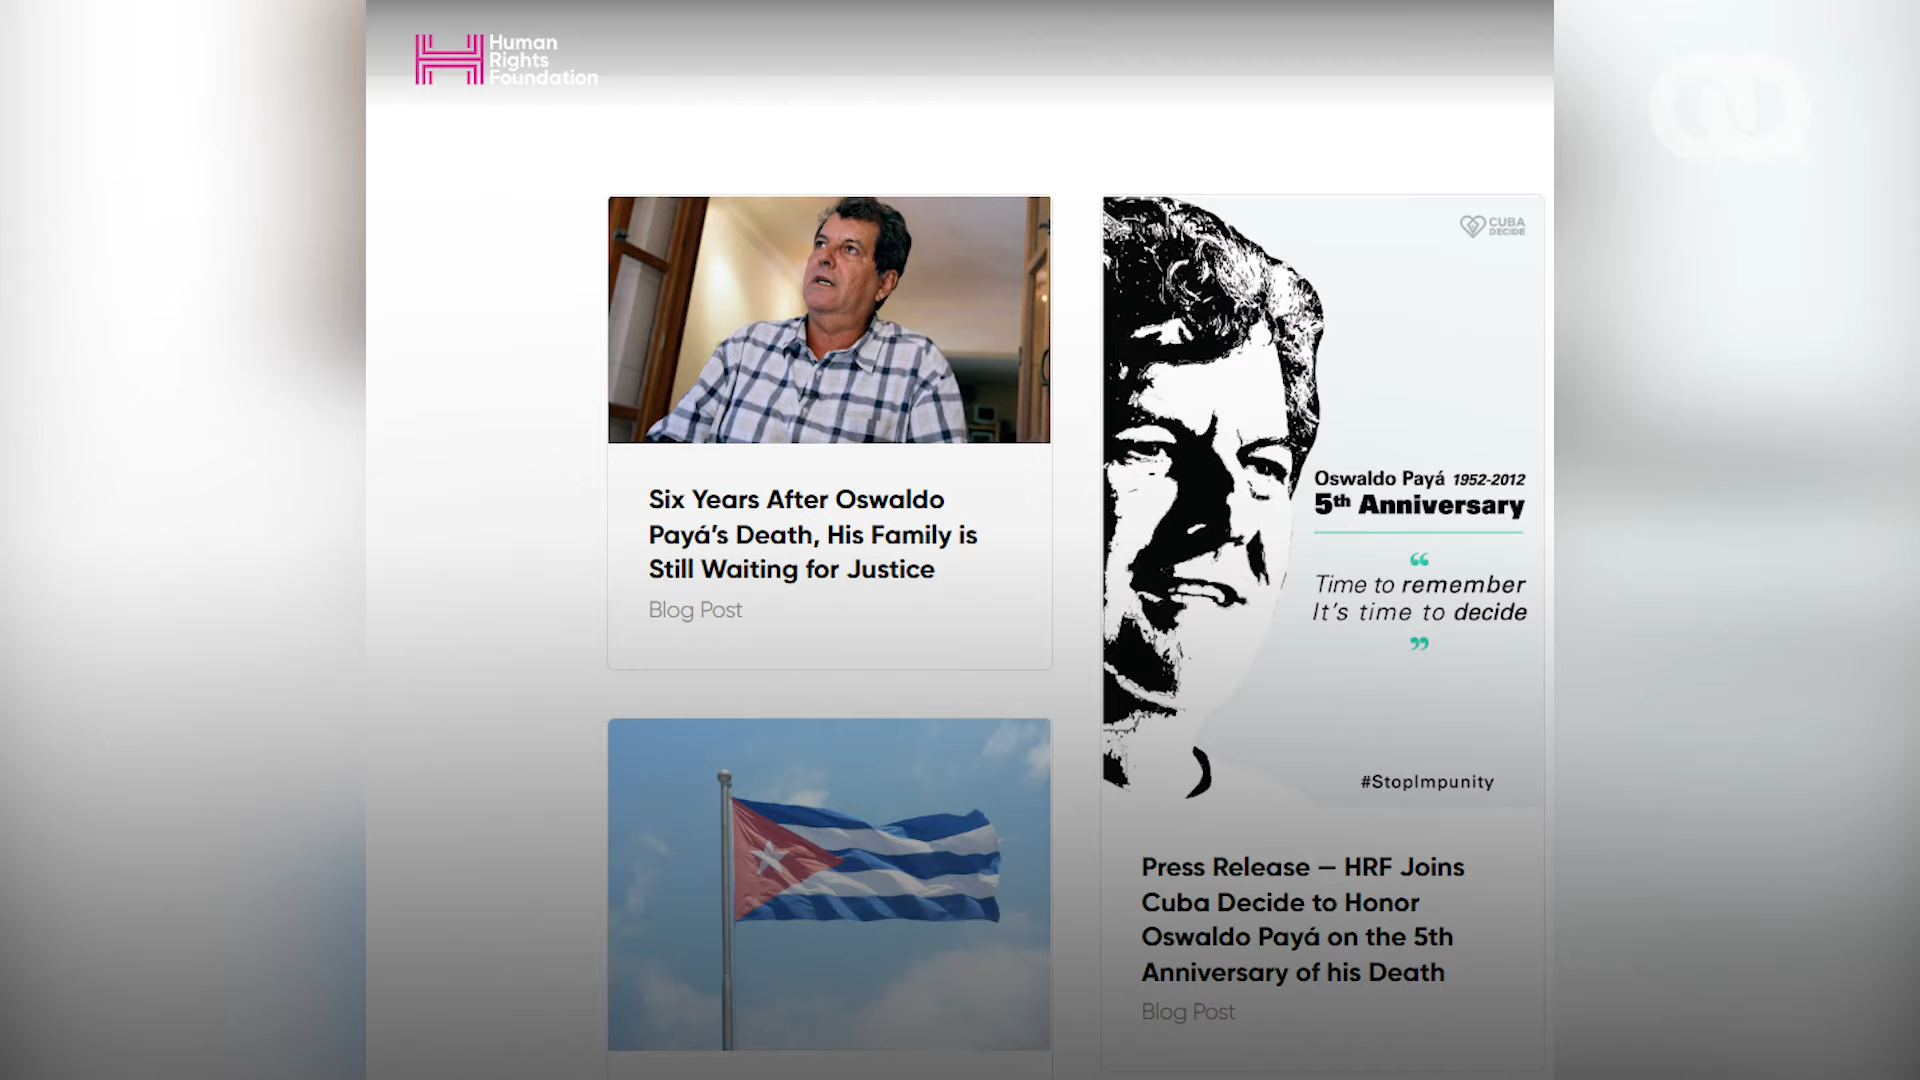 Human
Rights
Foundation
Six Years After Oswaldo
Payá’s Death, His Family is
Still Waiting for Justice
Blog Post
CUBA
DECIDE
Oswaldo Payá 1952-2012
5th Anniversary
“
Time to remember
It’s time to decide
”
#StopImpunity
Press Release — HRF Joins
Cuba Decide to Honor
Oswaldo Payá on the 5th
Anniversary of his Death
Blog Post